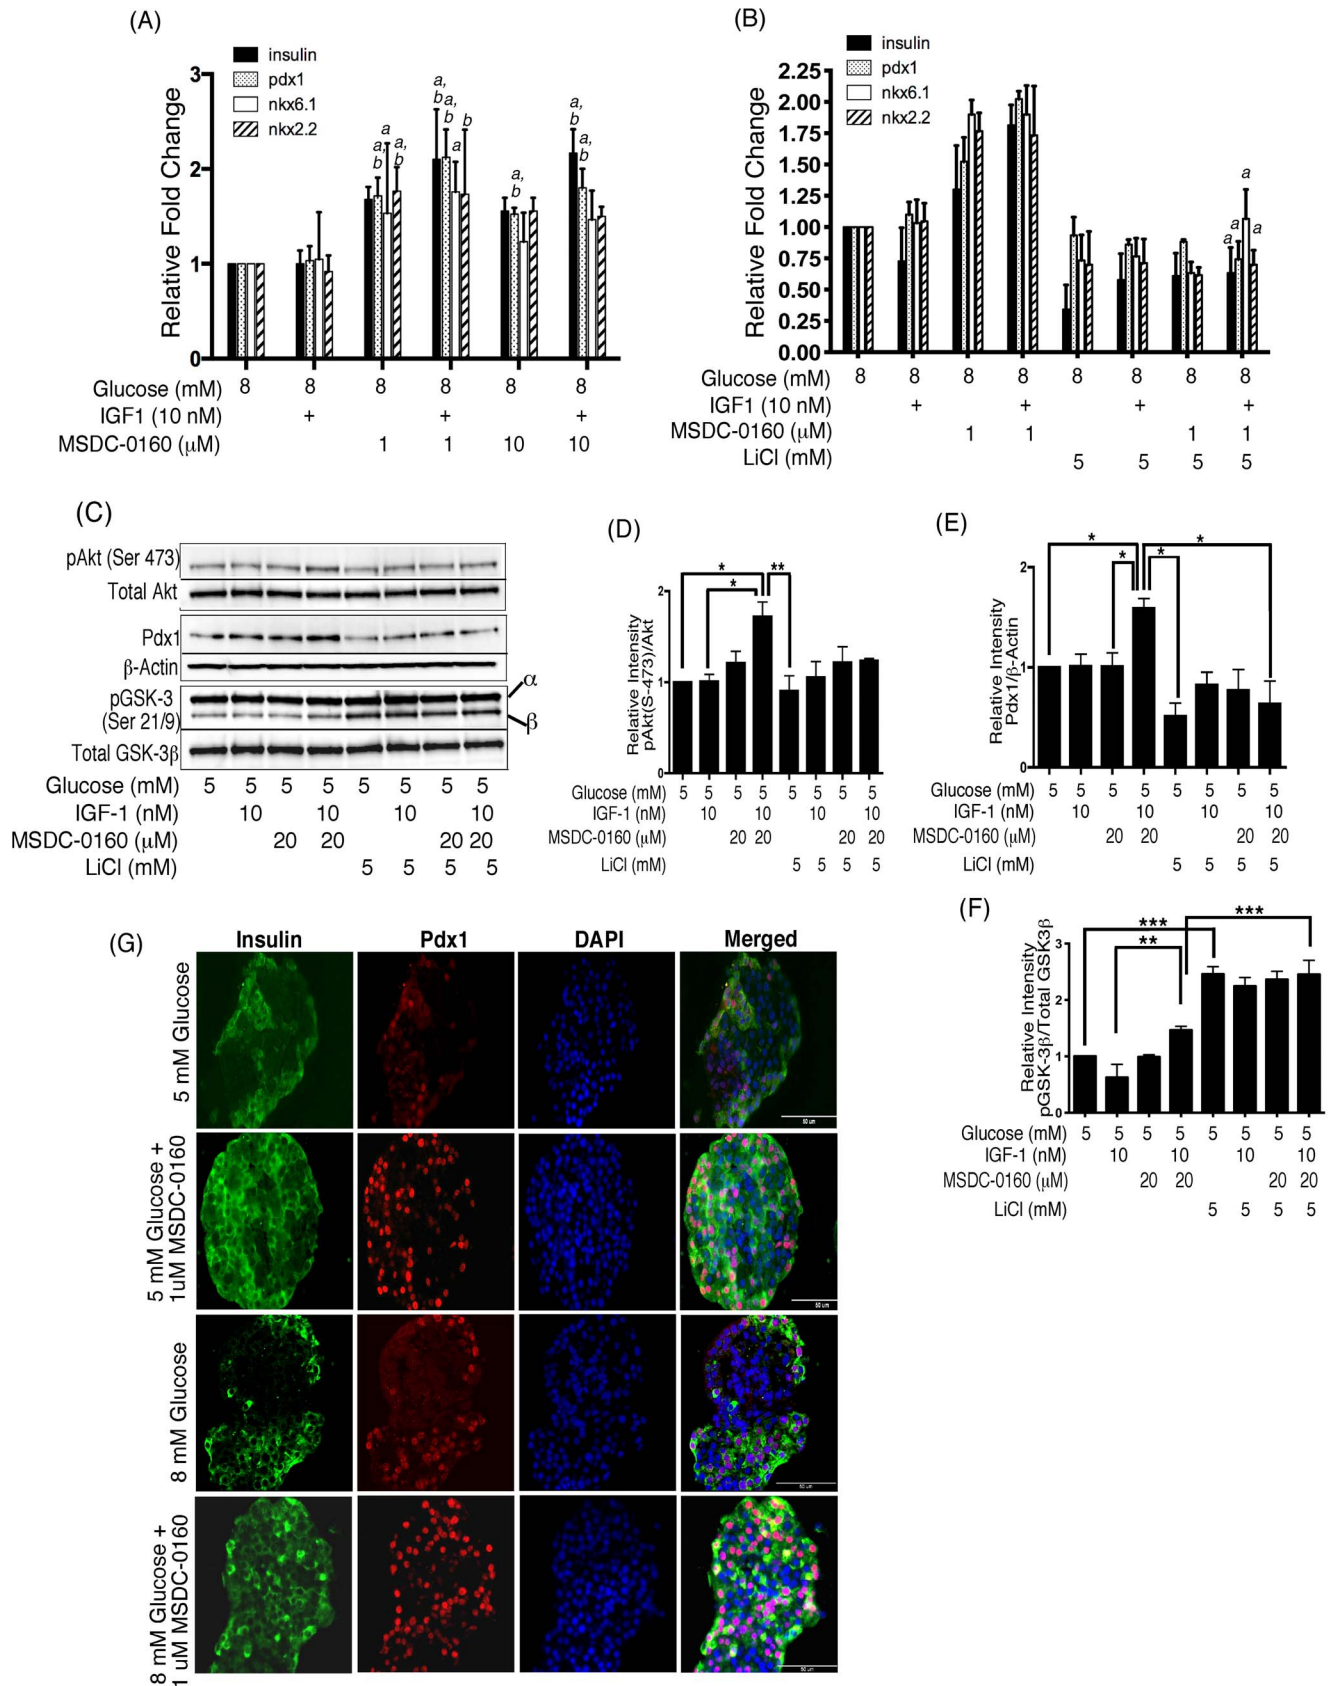 (A)
insulin
pdx1
nkx6.1
nkx2.2
Relative Fold Change
3
2
1
0
a, b
a, b
a
a, b
a, b
a, b
a
b
a, b
a, b
a, b
Glucose (mM) 8 8 8 8 8 8
IGF1 (10 nM) + + +
MSDC-0160 (μM) 1 1 10 10
(B)
insulin
pdx1
nkx6.1
nkx2.2
Relative Fold Change
2.25
2.00
1.75
1.50
1.25
1.00
0.75
0.50
0.25
0.00
a a a a
Glucose (mM) 8 8 8 8 8 8 8 8
IGF1 (10 nM) + + + +
MSDC-0160 (μM) 1 1 1 1
LiCl (mM) 5 5 5 5
(C)
pAkt (Ser 473)
Total Akt
Pdx1
β-Actin
pGSK-3
(Ser 21/9)
α
β
Total GSK-3β
Glucose (mM) 5 5 5 5 5 5 5 5
IGF-1 (nM) 10 10 10 10
MSDC-0160 (μM) 20 20 20 20
LiCl (mM) 5 5 5 5
(D)
Relative Intensity
pAkt(S-473)/Akt
2
1
0
* * **
Glucose (mM) 5 5 5 5 5 5 5 5
IGF-1 (nM) 10 10 10 10
MSDC-0160 (μM) 20 20 20 20
LiCl (mM) 5 5 5 5
(E)
Relative Intensity
Pdx1/β-Actin
2
1
0
* * * *
Glucose (mM) 5 5 5 5 5 5 5 5
IGF-1 (nM) 10 10 10 10
MSDC-0160 (μM) 20 20 20 20
LiCl (mM) 5 5 5 5
(F)
Relative Intensity
pGSK-3β/Total GSK3β
3
2
1
0
*** ** ***
Glucose (mM) 5 5 5 5 5 5 5 5
IGF-1 (nM) 10 10 10 10
MSDC-0160 (μM) 20 20 20 20
LiCl (mM) 5 5 5 5
(G)
Insulin Pdx1 DAPI Merged
5 mM Glucose
50 um
5 mM Glucose +
1uM MSDC-0160
50 um
8 mM Glucose
50 um
8 mM Glucose +
1 uM MSDC-0160
50 um